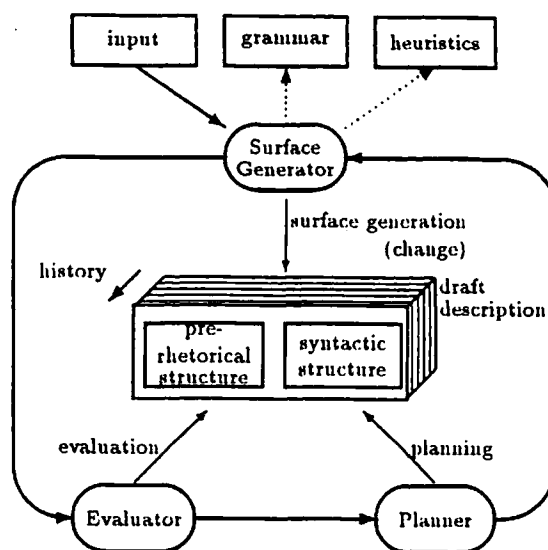 input
grammar
heuristics
Surface
Generator
surface generation
(change)
history
draft
description
pre-
rhetorical
structure
syntactic
structure
evaluation
planning
Evaluator
Planner